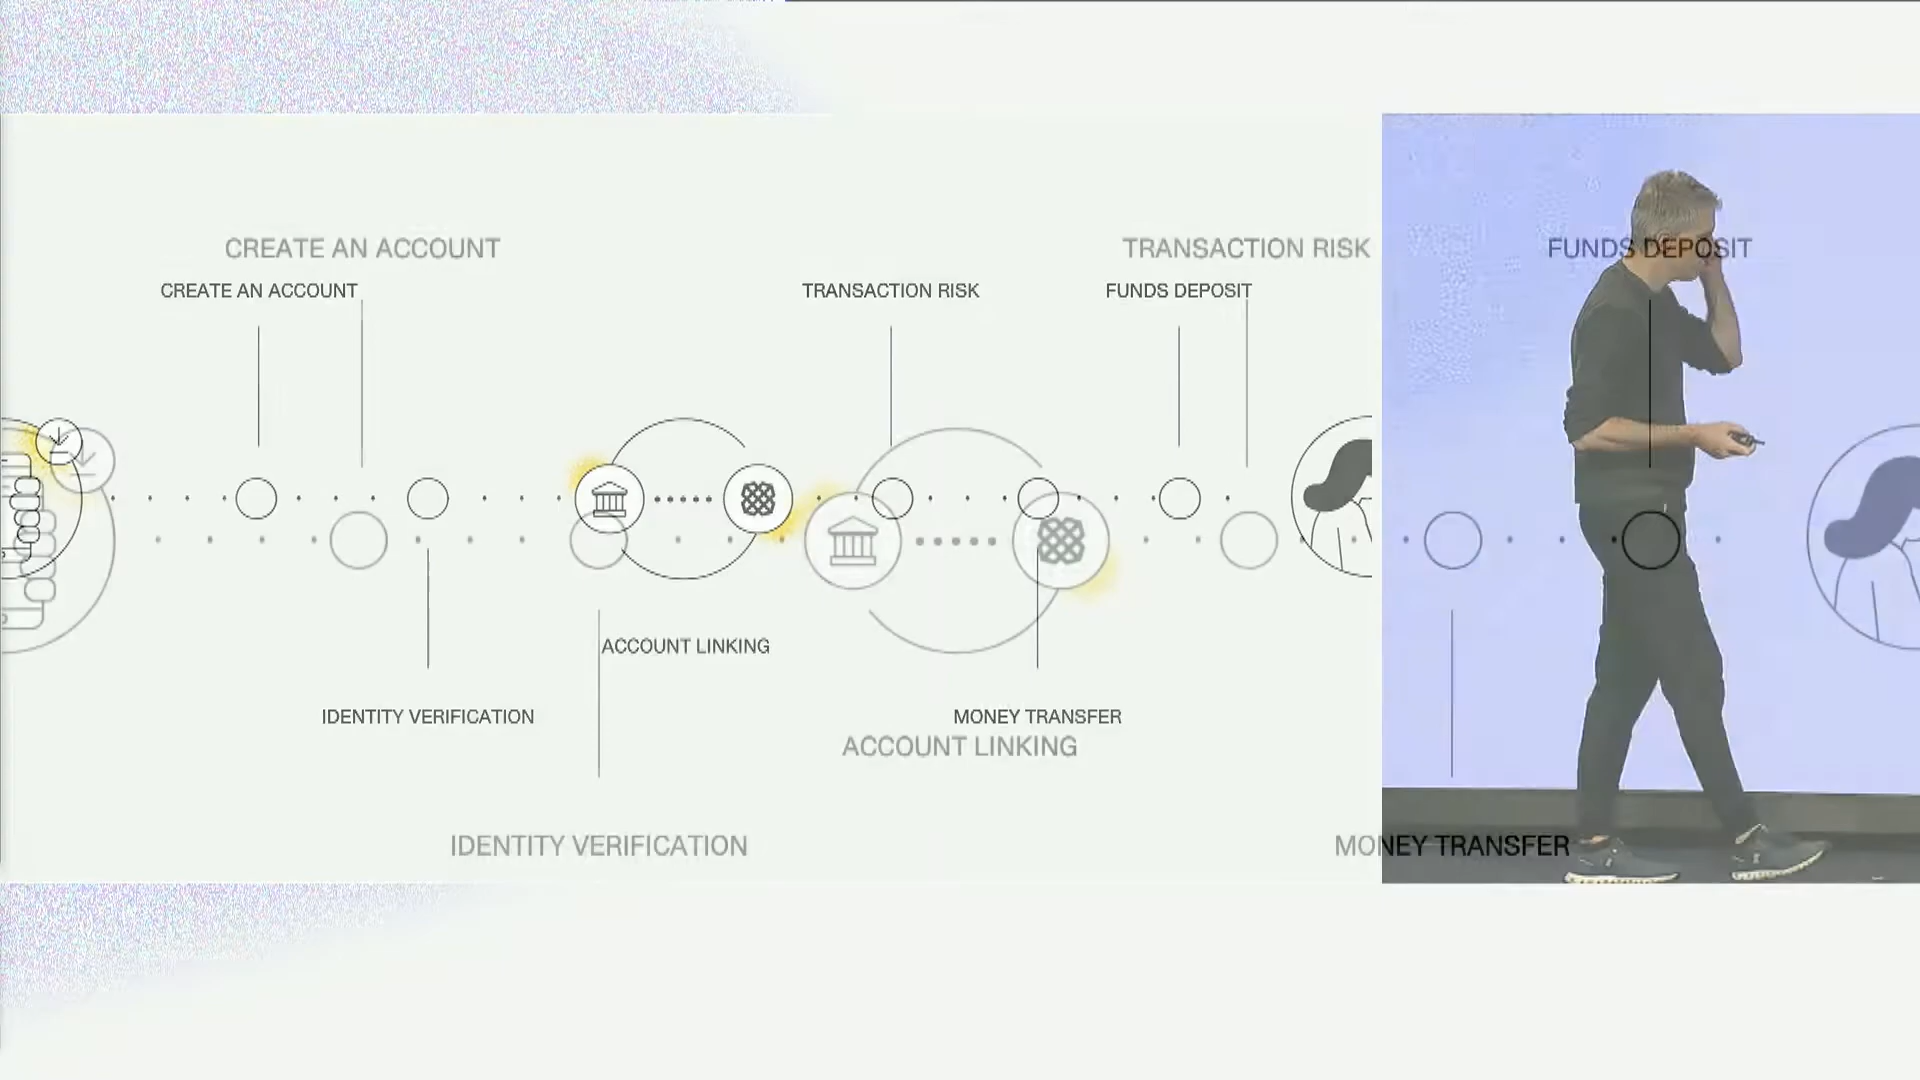 CREATE AN ACCOUNT
TRANSACTION RISK
FUNDS DEPOSIT
CREATE AN ACCOUNT
TRANSACTION RISK
FUNDS DEPOSIT
ACCOUNT LINKING
IDENTITY VERIFICATION
MONEY TRANSFER
ACCOUNT LINKING
IDENTITY VERIFICATION
MONEY TRANSFER